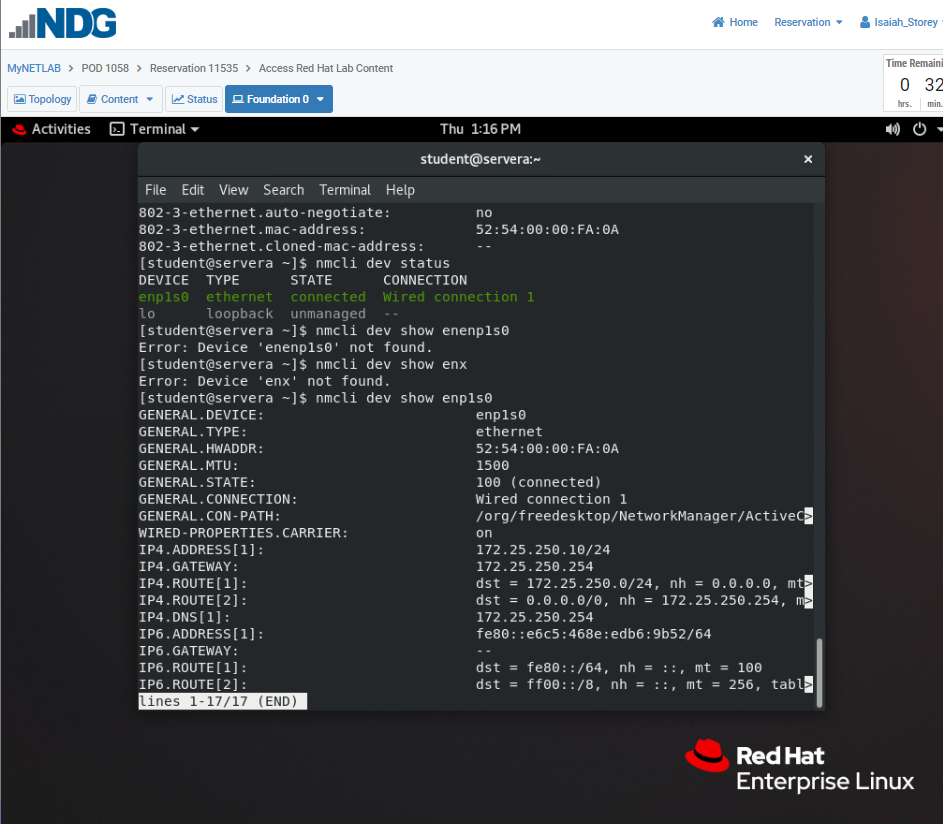 NDG
Home Reservation Isaiah_Storey
MyNETLAB > POD 1058 > Reservation 11535 > Access Red Hat Lab Content
Time Remaini
0 32
hrs. min.
Topology Content Status Foundation 0
Activities Terminal Thu 1:16 PM
student@servera:~ ×
File Edit View Search Terminal Help
802-3-ethernet.auto-negotiate: no
802-3-ethernet.mac-address: 52:54:00:00:FA:0A
802-3-ethernet.cloned-mac-address: --
[student@servera ~]$ nmcli dev status
DEVICE TYPE STATE CONNECTION
enp1s0 ethernet connected Wired connection 1
lo loopback unmanaged --
[student@servera ~]$ nmcli dev show enenp1s0
Error: Device 'enenp1s0' not found.
[student@servera ~]$ nmcli dev show enx
Error: Device 'enx' not found.
[student@servera ~]$ nmcli dev show enp1s0
GENERAL.DEVICE: enp1s0
GENERAL.TYPE: ethernet
GENERAL.HWADDR: 52:54:00:00:FA:0A
GENERAL.MTU: 1500
GENERAL.STATE: 100 (connected)
GENERAL.CONNECTION: Wired connection 1
GENERAL.CON-PATH: /org/freedesktop/NetworkManager/ActiveC>
WIRED-PROPERTIES.CARRIER: on
IP4.ADDRESS[1]: 172.25.250.10/24
IP4.GATEWAY: 172.25.250.254
IP4.ROUTE[1]: dst = 172.25.250.0/24, nh = 0.0.0.0, mt>
IP4.ROUTE[2]: dst = 0.0.0.0/0, nh = 172.25.250.254, m>
IP4.DNS[1]: 172.25.250.254
IP6.ADDRESS[1]: fe80::e6c5:468e:edb6:9b52/64
IP6.GATEWAY: --
IP6.ROUTE[1]: dst = fe80::/64, nh = ::, mt = 100
IP6.ROUTE[2]: dst = ff00::/8, nh = ::, mt = 256, tabl>
lines 1-17/17 (END)
Red Hat
Enterprise Linux